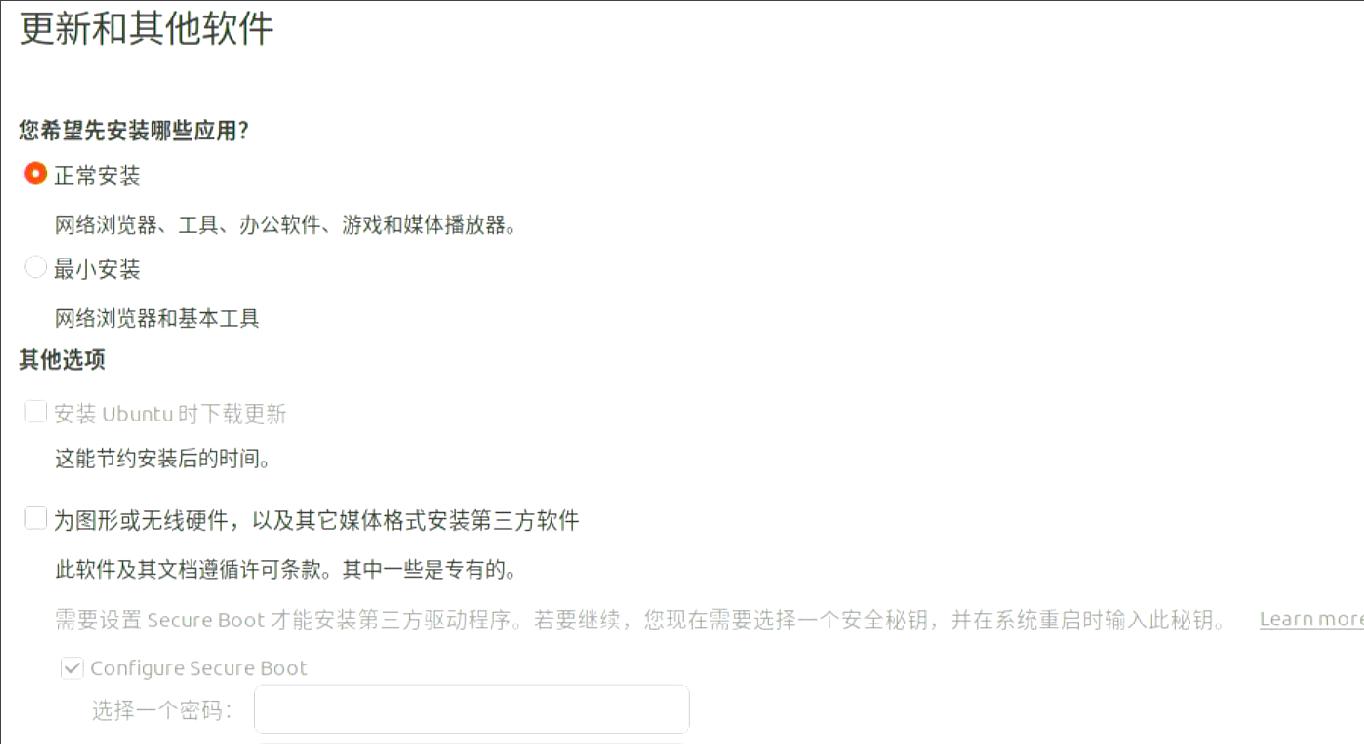 更新和其他软件
您希望先安装哪些应用？
正常安装
网络浏览器、工具、办公软件、游戏和媒体播放器。
最小安装
网络浏览器和基本工具
其他选项
安装 Ubuntu 时下载更新
这能节约安装后的时间。
为图形或无线硬件，以及其它媒体格式安装第三方软件
此软件及其文档遵循许可条款。其中一些是专有的。
需要设置 Secure Boot 才能安装第三方驱动程序。若要继续，您现在需要选择一个安全秘钥，并在系统重启时输入此秘钥。 Learn more
Configure Secure Boot
选择一个密码：